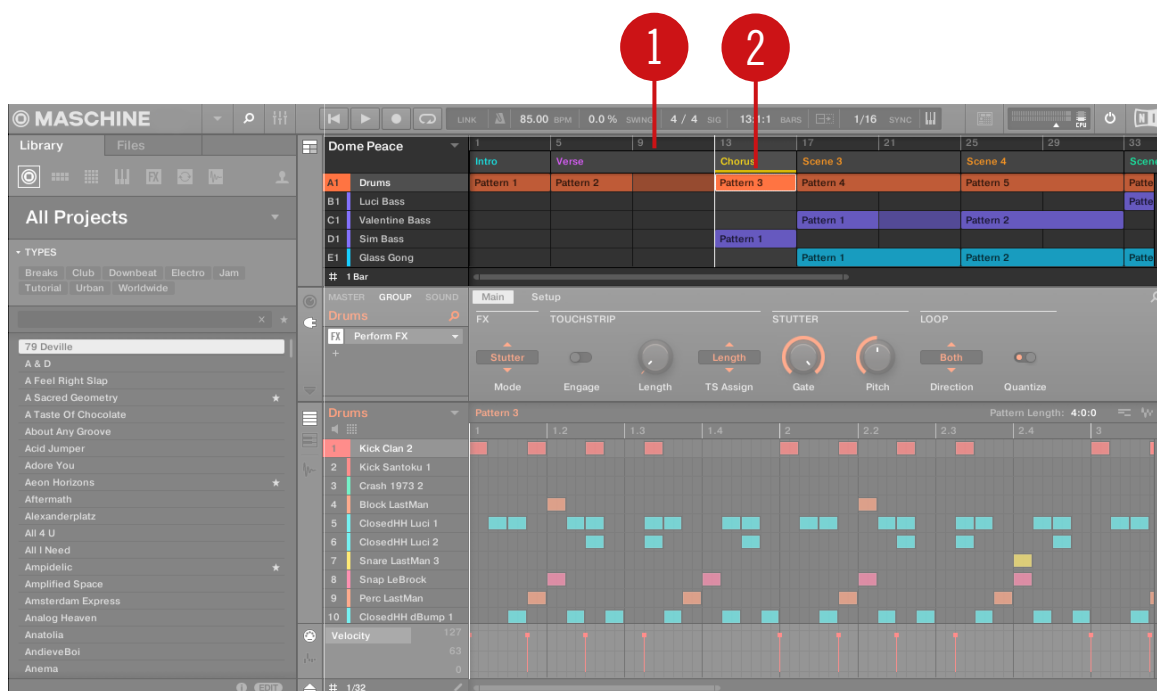 1 2
MASCHINE
LINK 85.00 BPM 0.0 % SWING 4 / 4 SIG 13:1:1 BARS 1/16 SYNC CPU NI
Library Files
All Projects
TYPES
Breaks Club Downbeat Electro Jam
Tutorial Urban Worldwide
79 Deville
A & D
A Feel Right Slap
A Sacred Geometry
A Taste Of Chocolate
About Any Groove
Acid Jumper
Adore You
Aeon Horizons
Aftermath
Alexanderplatz
All 4 U
All I Need
Ampidelic
Amplified Space
Amsterdam Express
Analog Heaven
Anatolia
AndieveBoi
Anema
EDIT
Dome Peace 1 5 9 13 17 21 25 29 33
Intro Verse Chorus Scene 3 Scene 4 Scen
A1 Drums Pattern 1 Pattern 2 Pattern 3 Pattern 4 Pattern 5 Patte
B1 Luci Bass Patte
C1 Valentine Bass Pattern 1 Pattern 2
D1 Sim Bass Pattern 1
E1 Glass Gong Pattern 1 Pattern 2 Patte
# 1 Bar
MASTER GROUP SOUND Main Setup
Drums FX TOUCHSTRIP STUTTER LOOP
FX Perform FX
+ Stutter Length Both
Mode Engage Length TS Assign Gate Pitch Direction Quantize
Drums Pattern 3 Pattern Length: 4:0:0
1 1.2 1.3 1.4 2 2.2 2.3 2.4 3
1 Kick Clan 2
2 Kick Santoku 1
3 Crash 1973 2
4 Block LastMan
5 ClosedHH Luci 1
6 ClosedHH Luci 2
7 Snare LastMan 3
8 Snap LeBrock
9 Perc LastMan
10 ClosedHH dBump 1
Velocity 127
63
0
# 1/32